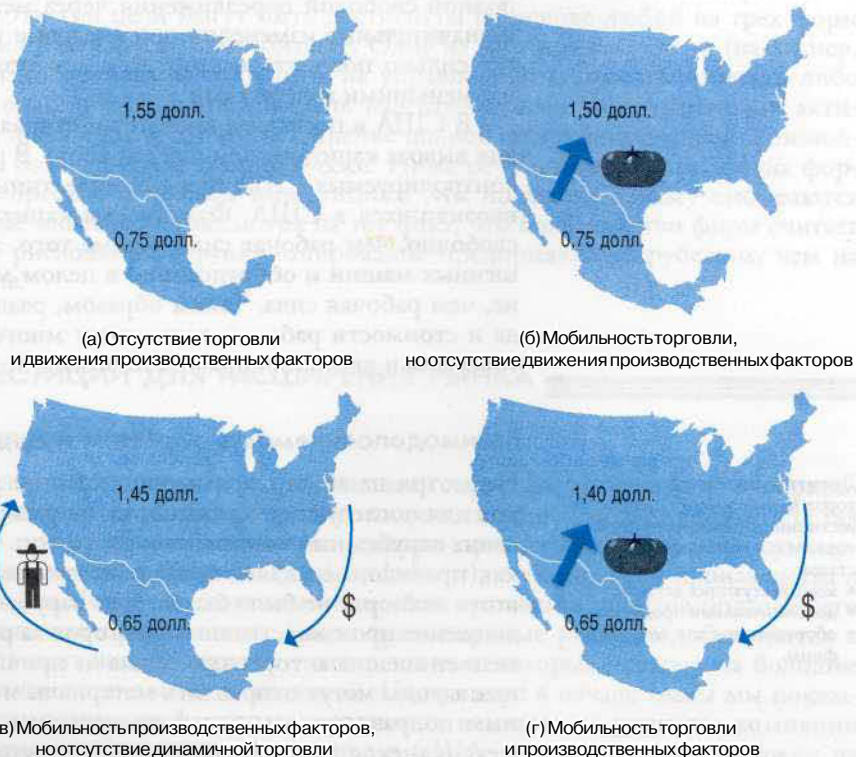 1,55 долл.
0,75 долл.
(а) Отсутствие торговли
и движения производственных факторов
1,50 долл.
0,75 долл.
(б) Мобильность торговли,
но отсутствие движения производственных факторов
1,45 долл.
0,65 долл.
$
в) Мобильность производственных факторов,
но отсутствие динамичной торговли
1,40 долл.
0,65 долл.
$
(г) Мобильность торговли
и производственных факторов